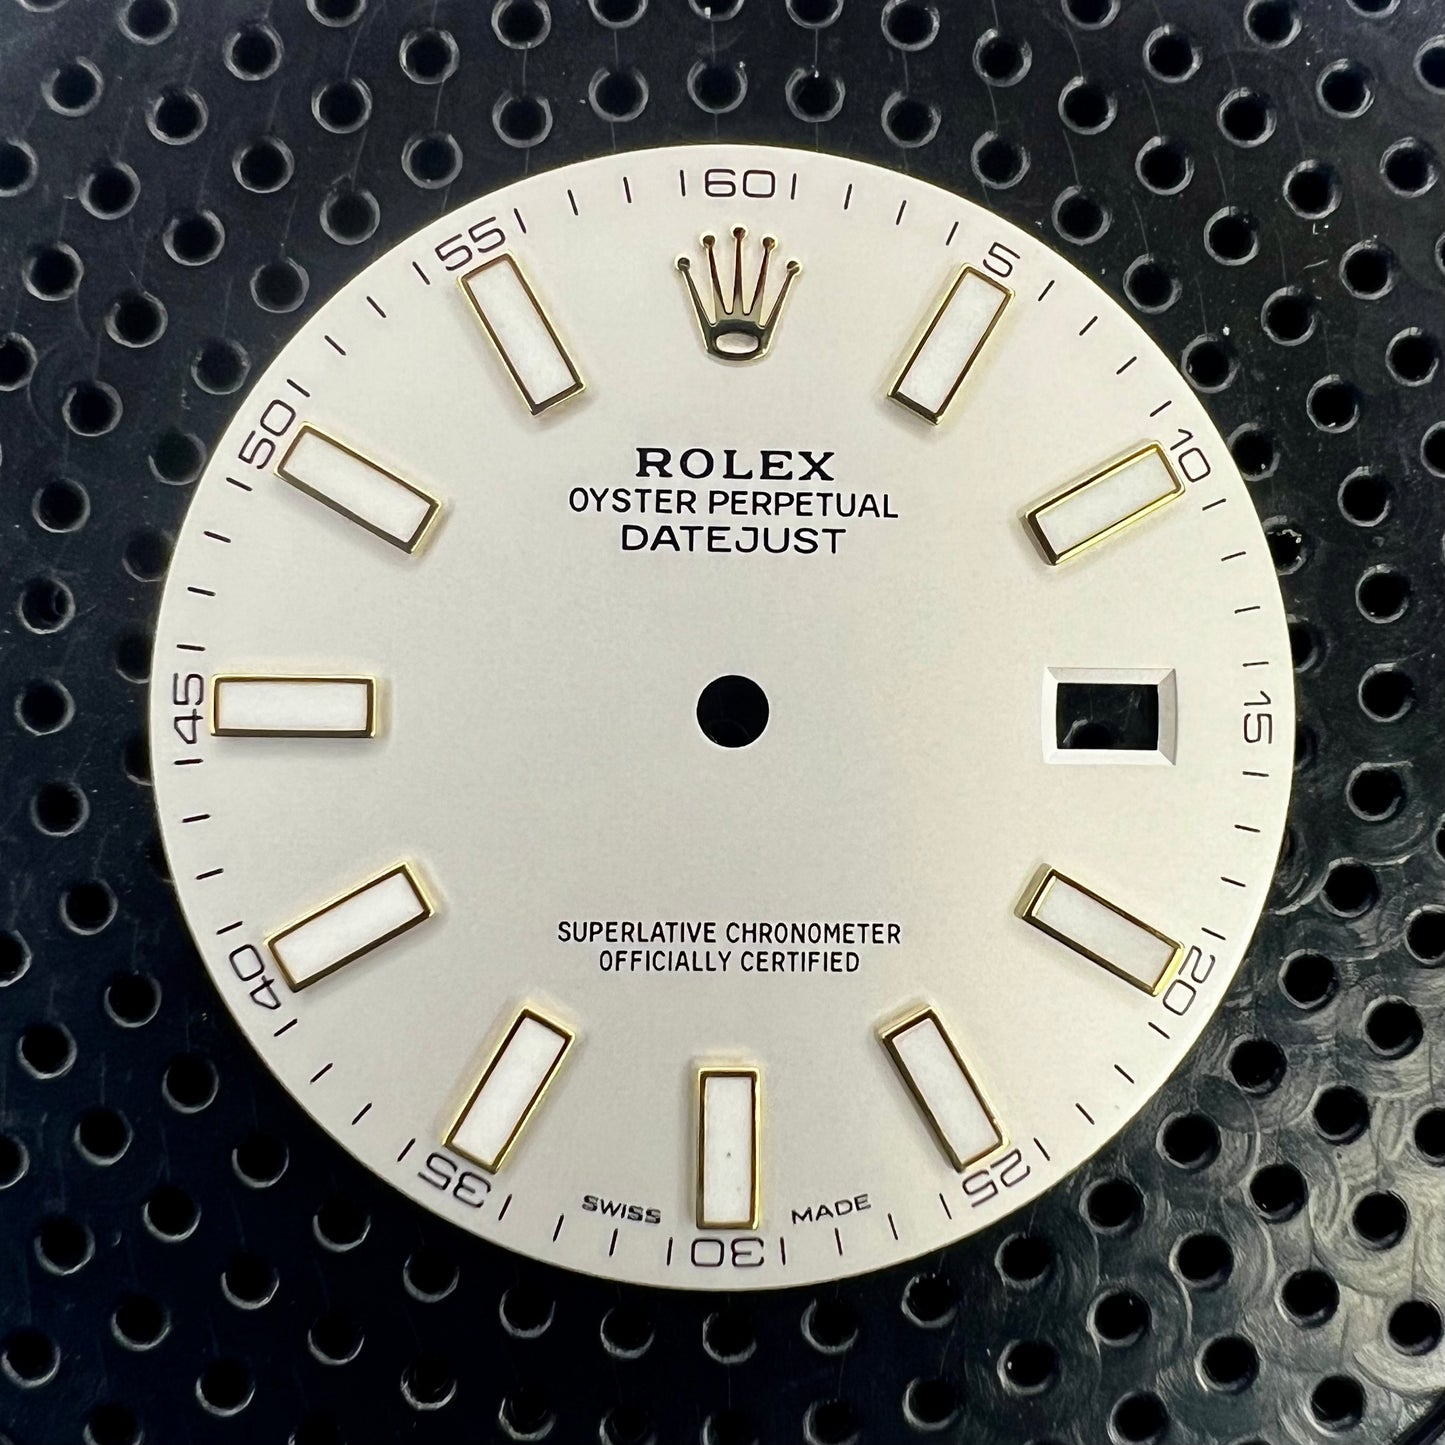 60
5
10
15
20
25
30
35
40
45
50
55
ROLEX
OYSTER PERPETUAL
DATEJUST
SUPERLATIVE CHRONOMETER
OFFICIALLY CERTIFIED
SWISS MADE